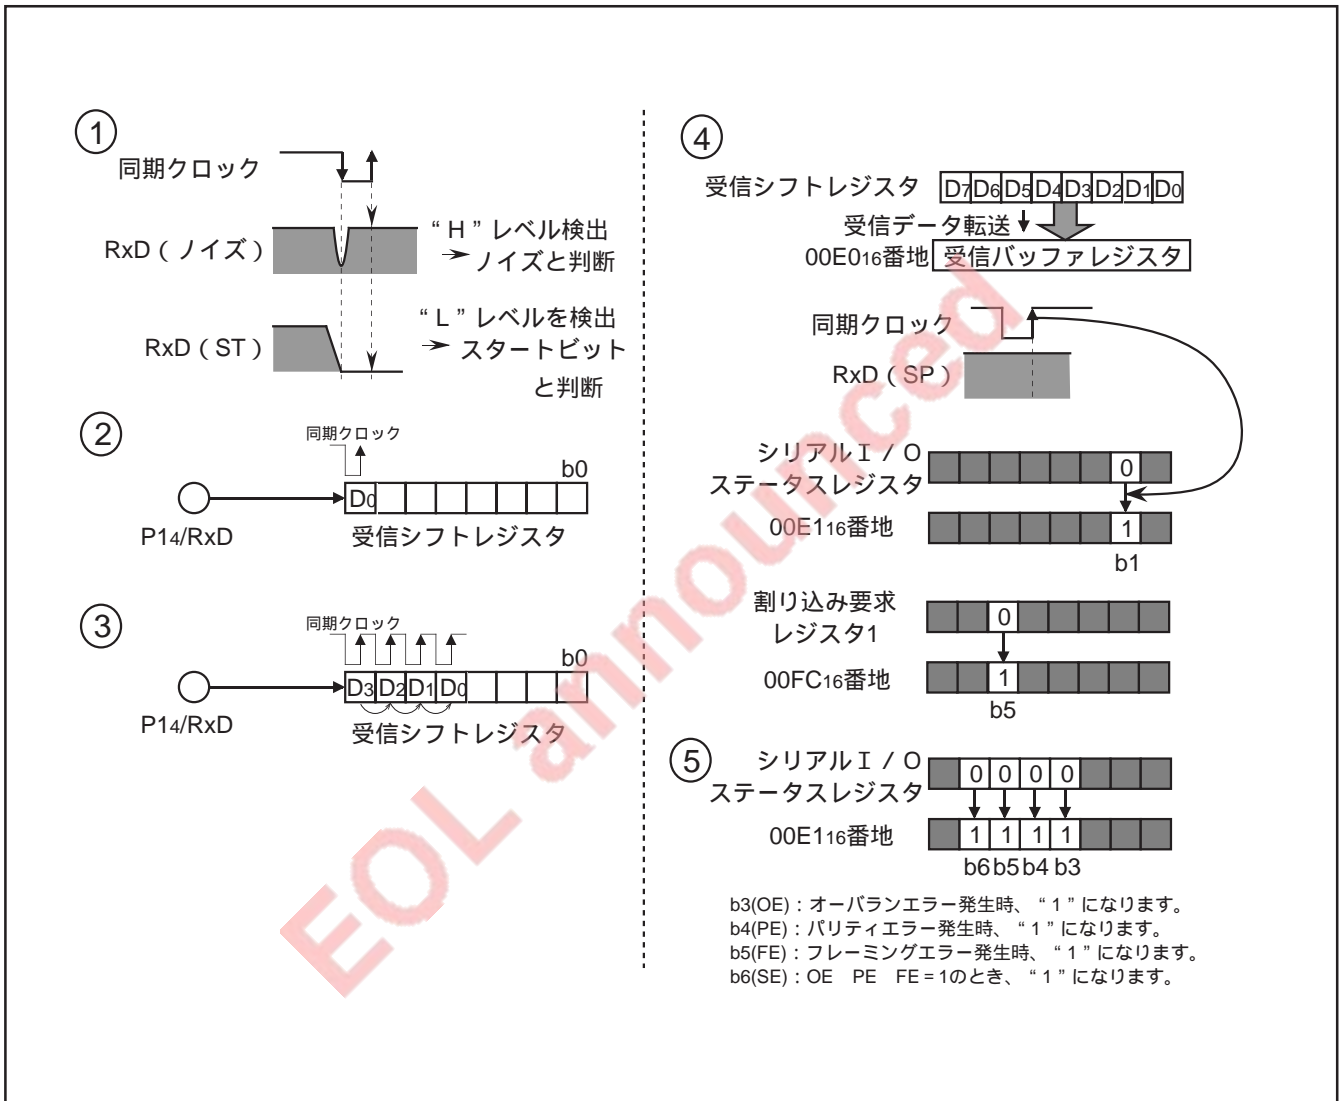 ①
同期クロック
RxD（ノイズ）
“H”レベル検出
→ ノイズと判断
RxD（ST）
“L”レベルを検出
→ スタートビット
と判断
②
同期クロック
b0
D0
P14/RxD
受信シフトレジスタ
③
同期クロック
b0
D3 D2 D1 D0
P14/RxD
受信シフトレジスタ
④
受信シフトレジスタ D7 D6 D5 D4 D3 D2 D1 D0
受信データ転送
00E016番地 受信バッファレジスタ
同期クロック
RxD（SP）
シリアルI／O
ステータスレジスタ
0
00E116番地
1
b1
割り込み要求
レジスタ1
0
00FC16番地
1
b5
⑤
シリアルI／O
ステータスレジスタ
0 0 0 0
00E116番地
1 1 1 1
b6 b5 b4 b3
b3(OE)：オーバランエラー発生時、“1”になります。
b4(PE)：パリティエラー発生時、“1”になります。
b5(FE)：フレーミングエラー発生時、“1”になります。
b6(SE)：OE PE FE=1のとき、“1”になります。
EOL announced